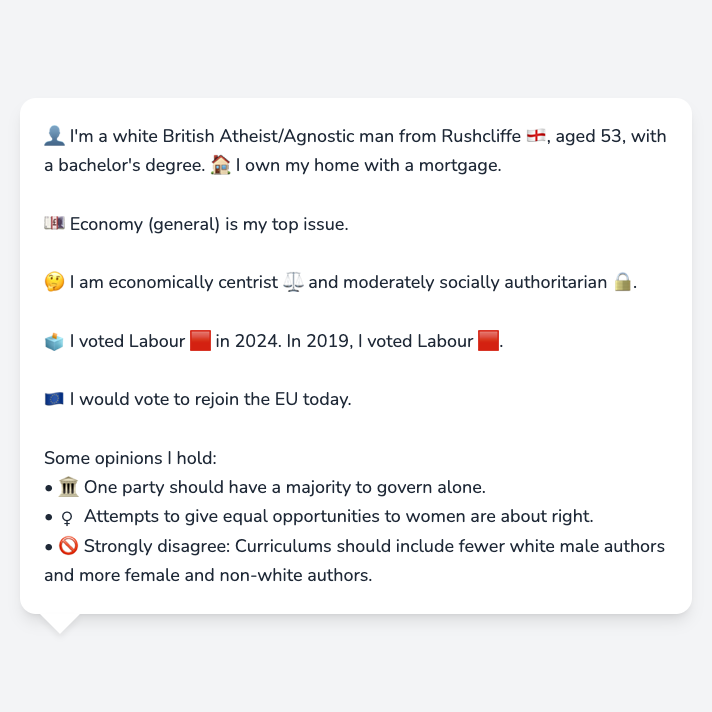 👤 I'm a white British Atheist/Agnostic man from Rushcliffe 🏴󠁧󠁢󠁥󠁮󠁧󠁿, aged 53, with
a bachelor's degree. 🏠 I own my home with a mortgage.
💷 Economy (general) is my top issue.
🤔 I am economically centrist ⚖️ and moderately socially authoritarian 🔒.
🗳️ I voted Labour 🟥 in 2024. In 2019, I voted Labour 🟥.
🇪🇺 I would vote to rejoin the EU today.
Some opinions I hold:
• 🏛️ One party should have a majority to govern alone.
• ♀ Attempts to give equal opportunities to women are about right.
• 🚫 Strongly disagree: Curriculums should include fewer white male authors
and more female and non-white authors.